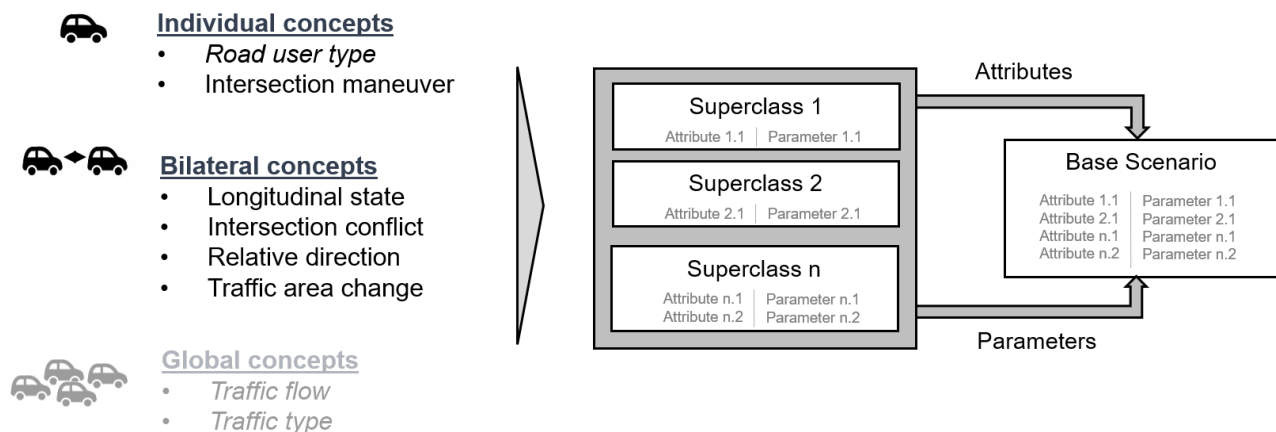 Individual concepts
• Road user type
• Intersection maneuver
Bilateral concepts
• Longitudinal state
• Intersection conflict
• Relative direction
• Traffic area change
Global concepts
• Traffic flow
• Traffic type
Superclass 1
Attribute 1.1 Parameter 1.1
Superclass 2
Attribute 2.1 Parameter 2.1
Superclass n
Attribute n.1 Parameter n.1
Attribute n.2 Parameter n.2
Attributes
Base Scenario
Attribute 1.1 Parameter 1.1
Attribute 2.1 Parameter 2.1
Attribute n.1 Parameter n.1
Attribute n.2 Parameter n.2
Parameters